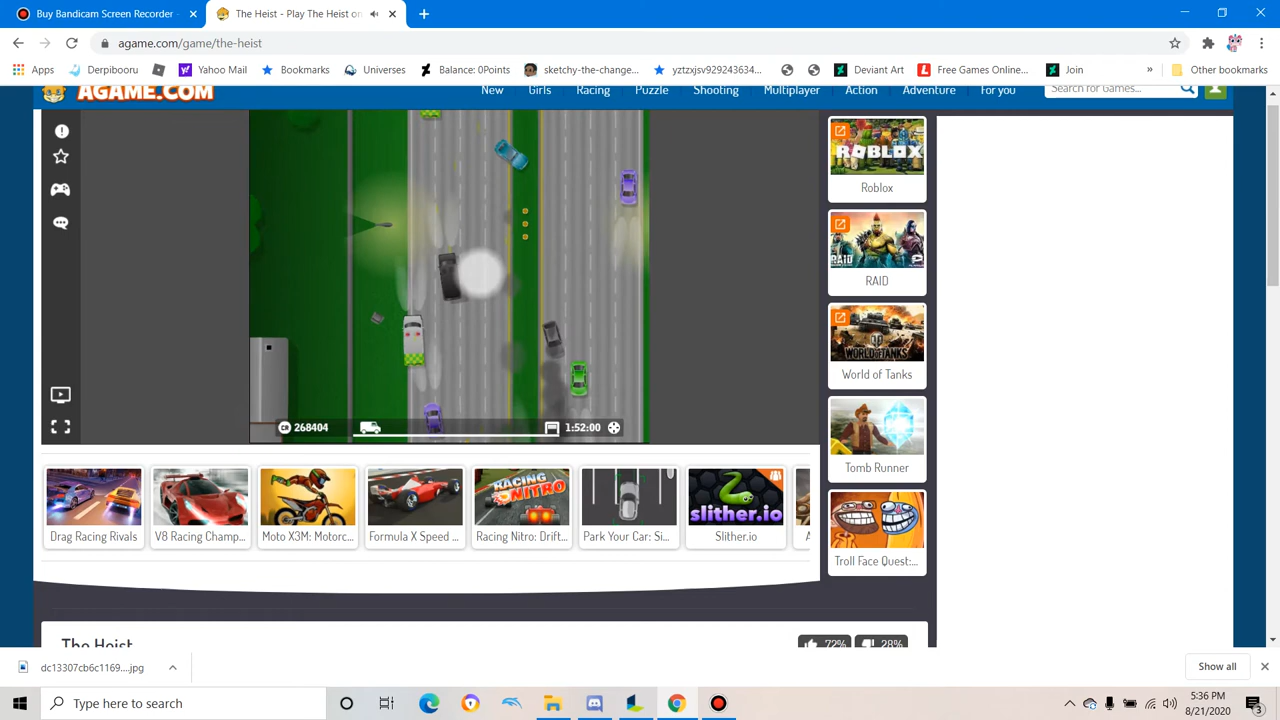 Buy Bandicam Screen Recorder -
The Heist - Play The Heist on
agame.com/game/the-heist
Apps
Derpibooru
Yahoo Mail
Bookmarks
Universes
Balance: 0Points
sketchy-the-change...
yztzxjsv929243634...
Deviant Art
Free Games Online...
Join
»
Other bookmarks
AGAME.COM
New
Girls
Racing
Puzzle
Shooting
Multiplayer
Action
Adventure
For you
Search for Games...
ROBLOX
Roblox
RAID
RAID
WORLD OF TANKS
World of Tanks
Tomb Runner
Troll Face Quest:...
268404
1:52:00
Drag Racing Rivals
V8 Racing Champ...
Moto X3M: Motorc...
Formula X Speed ...
RACING NITRO
Racing Nitro: Drift...
Park Your Car: Si...
slither.io
Slither.io
The Heist
72%
28%
dc13307cb6c1169....jpg
Show all
Type here to search
5:36 PM
8/21/2020
3